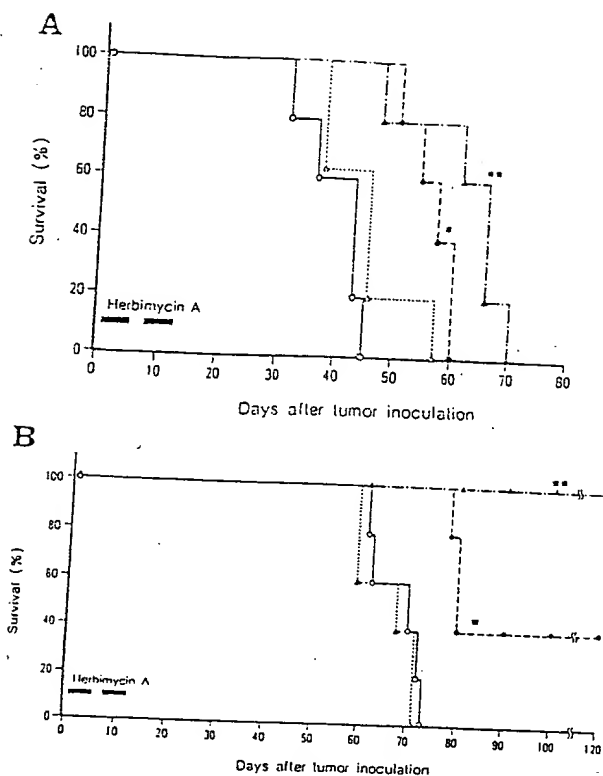 A
100
80
60
40
20
0
Survival (%)
**
*
Herbimycin A
0 10 20 30 40 50 60 70 80
Days after tumor inoculation
B
100
80
60
40
20
0
Survival (%)
**
*
Herbimycin A
0 10 20 30 40 50 60 70 80 90 100 120
Days after tumor inoculation